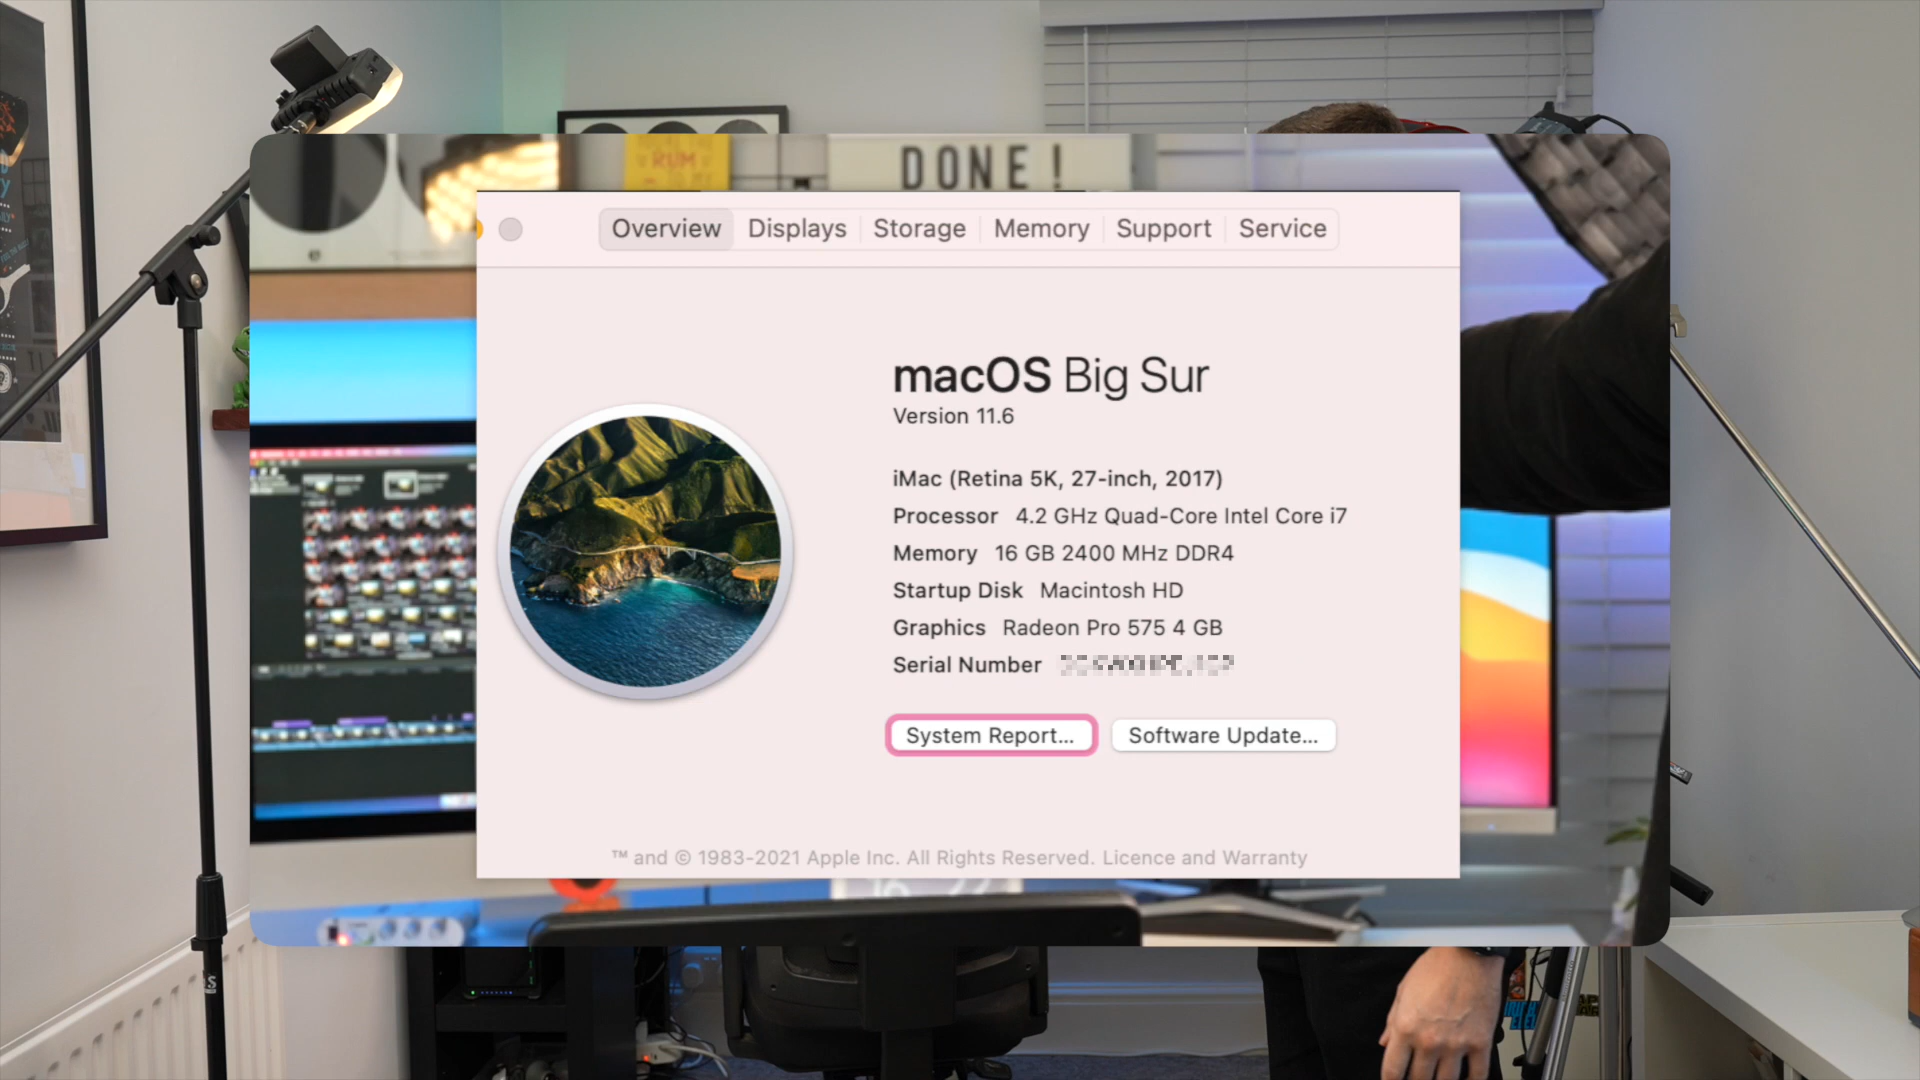 RUM
DONE!
Overview Displays Storage Memory Support Service
macOS Big Sur
Version 11.6
iMac (Retina 5K, 27-inch, 2017)
Processor 4.2 GHz Quad-Core Intel Core i7
Memory 16 GB 2400 MHz DDR4
Startup Disk Macintosh HD
Graphics Radeon Pro 575 4 GB
Serial Number
System Report... Software Update...
™ and © 1983-2021 Apple Inc. All Rights Reserved. Licence and Warranty